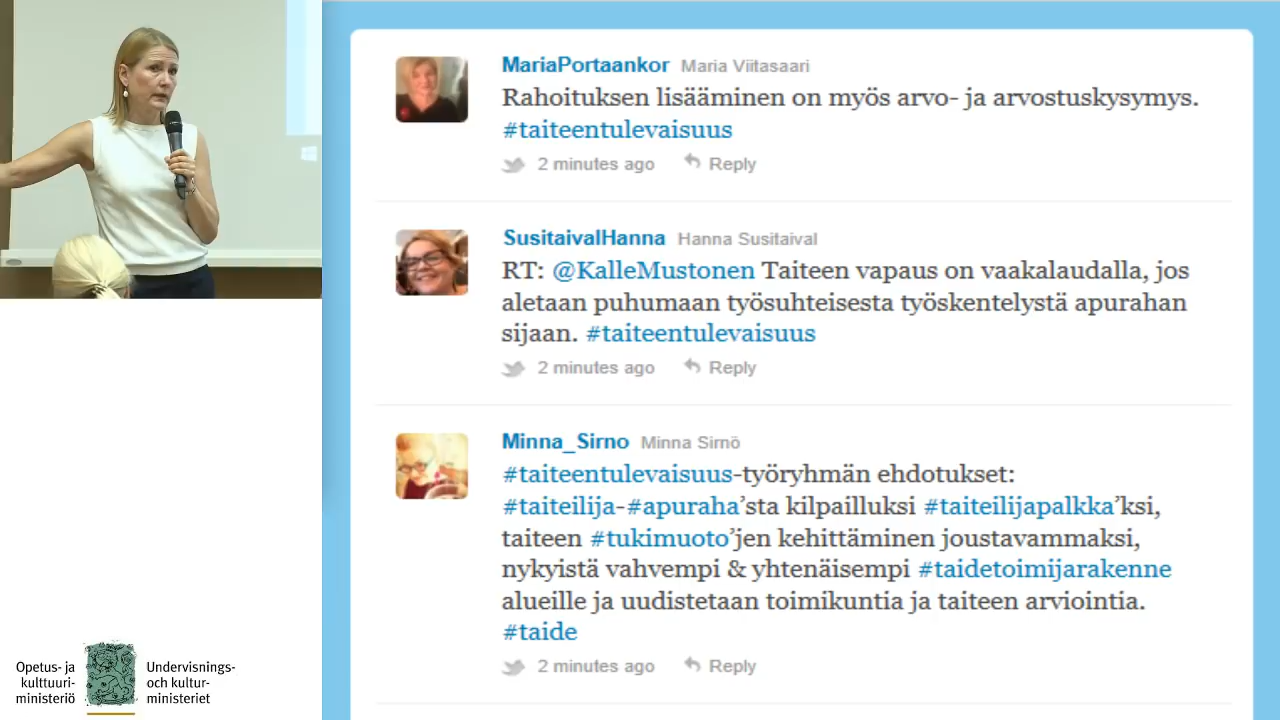 MariaPortaankor Maria Viitasaari
Rahoituksen lisääminen on myös arvo- ja arvostuskysymys.
#taiteentulevaisuus
2 minutes ago Reply
SusitaivalHanna Hanna Susitaival
RT: @KalleMustonen Taiteen vapaus on vaakalaudalla, jos
aletaan puhumaan työsuhteisesta työskentelystä apurahan
sijaan. #taiteentulevaisuus
2 minutes ago Reply
Minna_Sirno Minna Sirnö
#taiteentulevaisuus-työryhmän ehdotukset:
#taiteilija-#apuraha’sta kilpailluksi #taiteilijapalkka’ksi,
taiteen #tukimuoto’jen kehittäminen joustavammaksi,
nykyistä vahvempi & yhtenäisempi #taidetoimijarakenne
alueille ja uudistetaan toimikuntia ja taiteen arviointia.
#taide
2 minutes ago Reply
Opetus- ja
kulttuuri-
ministeriö
Undervisnings-
och kultur-
ministeriet